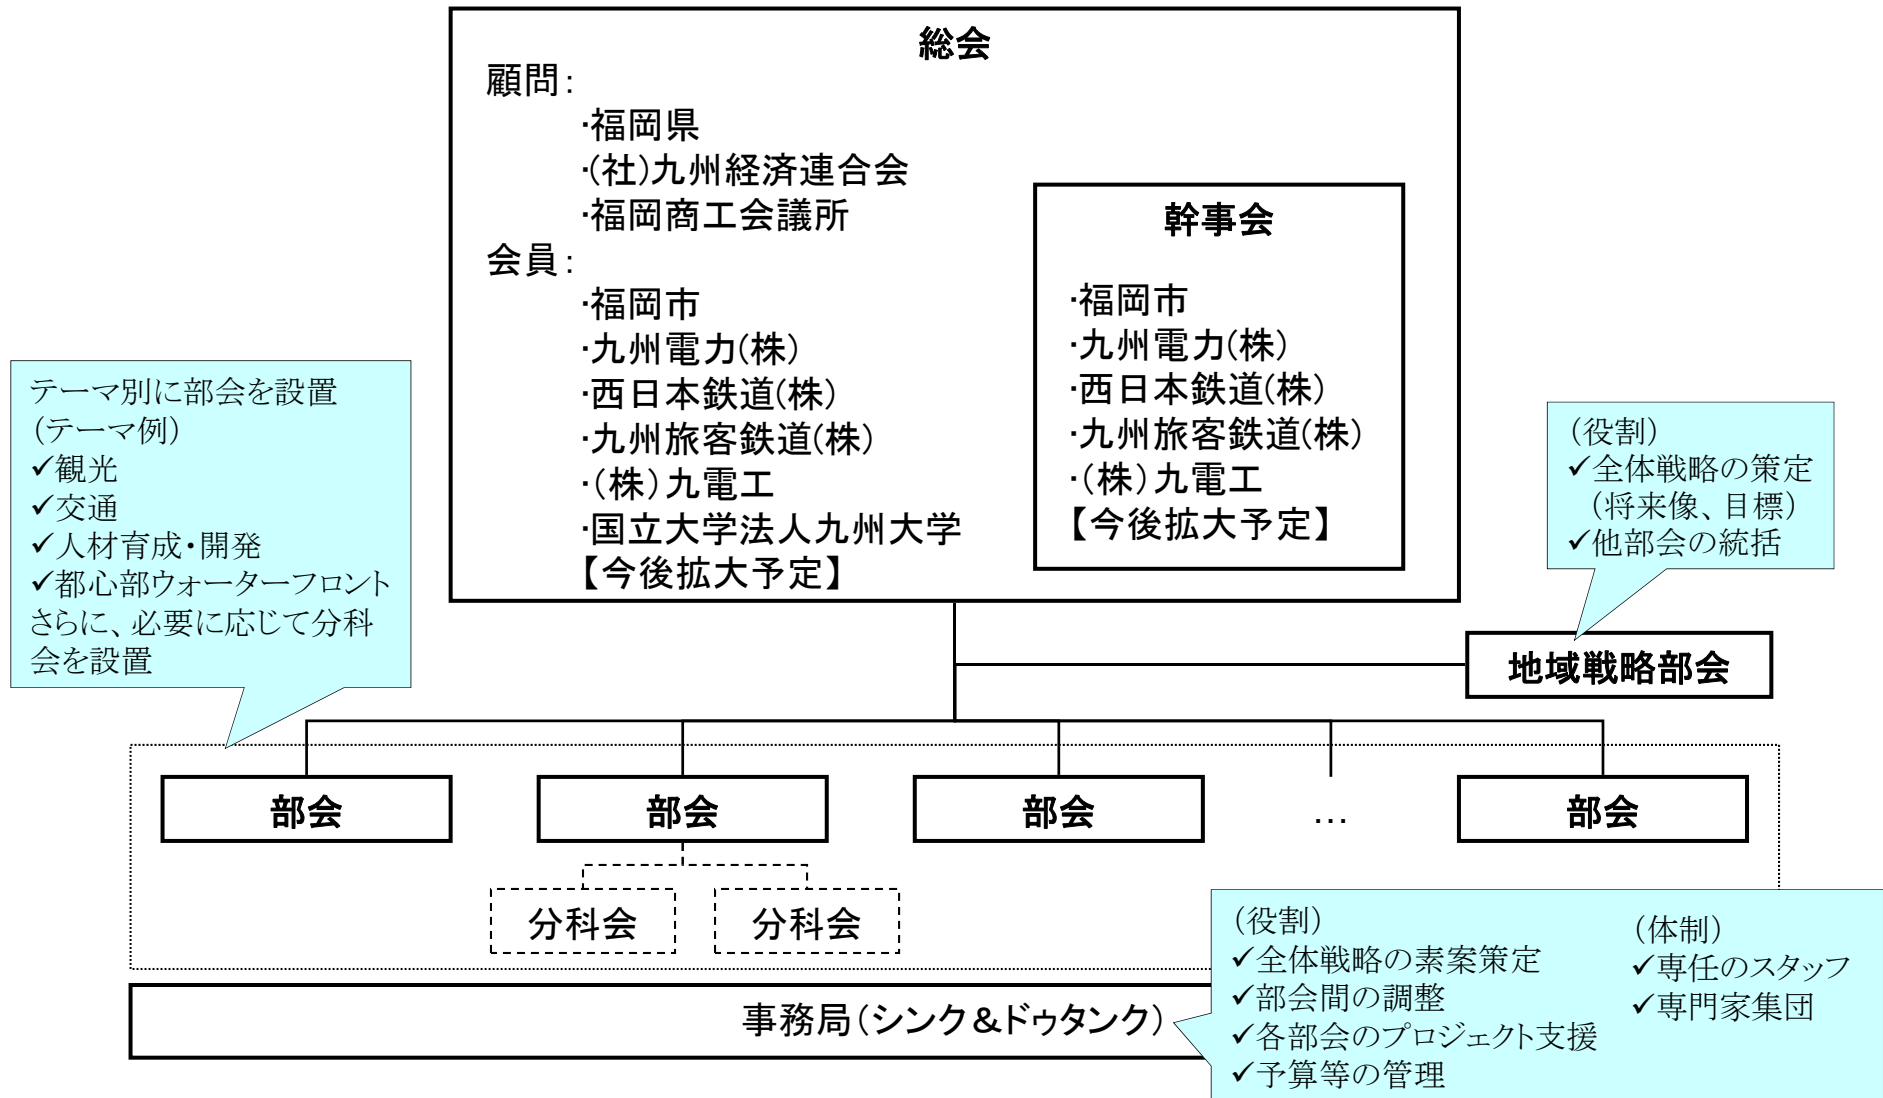 総会
顧問：
・福岡県
・(社)九州経済連合会
・福岡商工会議所
会員：
・福岡市
・九州電力(株)
・西日本鉄道(株)
・九州旅客鉄道(株)
・(株)九電工
・国立大学法人九州大学
【今後拡大予定】
幹事会
・福岡市
・九州電力(株)
・西日本鉄道(株)
・九州旅客鉄道(株)
・(株)九電工
【今後拡大予定】
テーマ別に部会を設置
（テーマ例）
✓観光
✓交通
✓人材育成・開発
✓都心部ウォーターフロント
さらに、必要に応じて分科
会を設置
（役割）
✓全体戦略の策定
（将来像、目標）
✓他部会の統括
地域戦略部会
部会
部会
部会
…
部会
分科会
分科会
（役割）
✓全体戦略の素案策定
✓部会間の調整
✓各部会のプロジェクト支援
✓予算等の管理
（体制）
✓専任のスタッフ
✓専門家集団
事務局（シンク＆ドゥタンク）